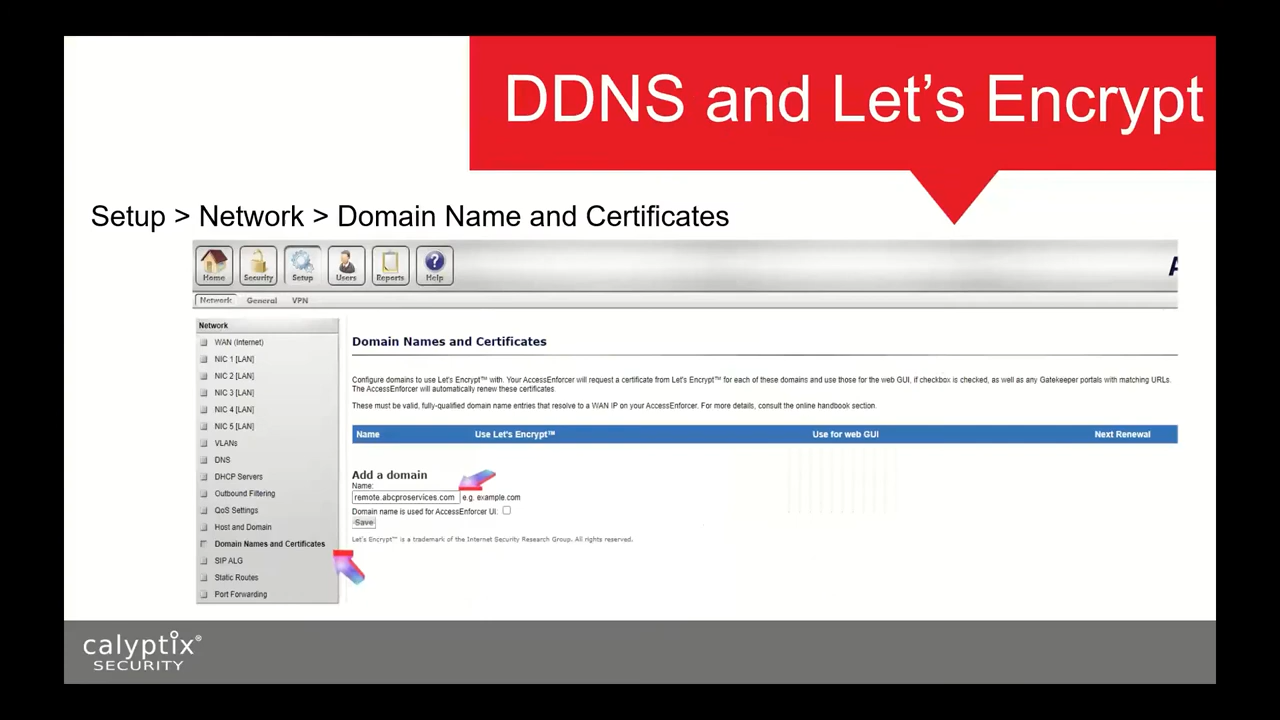 DDNS and Let's Encrypt
Setup > Network > Domain Name and Certificates
Home Security Setup Users Reports Help
Network General VPN
Network
WAN (Internet)
NIC 1 [LAN]
NIC 2 [LAN]
NIC 3 [LAN]
NIC 4 [LAN]
NIC 5 [LAN]
VLANs
DNS
DHCP Servers
Outbound Filtering
QoS Settings
Host and Domain
Domain Names and Certificates
SIP ALG
Static Routes
Port Forwarding
Domain Names and Certificates
Configure domains to use Let's Encrypt™ with. Your AccessEnforcer will request a certificate from Let's Encrypt™ for each of these domains and use those for the web GUI, if checkbox is checked, as well as any Gatekeeper portals with matching URLs.
The AccessEnforcer will automatically renew these certificates.
These must be valid, fully-qualified domain name entries that resolve to a WAN IP on your AccessEnforcer. For more details, consult the online handbook section.
Name Use Let's Encrypt™ Use for web GUI Next Renewal
Add a domain
Name:
remote.abcproservices.com e.g. example.com
Domain name is used for AccessEnforcer UI:
Save
Let's Encrypt™ is a trademark of the Internet Security Research Group. All rights reserved.
calyptix®
SECURITY